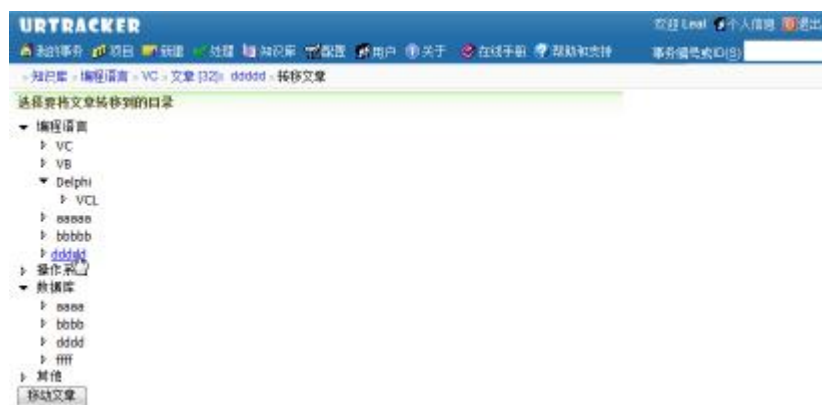 URTRACKER
欢迎 Leal 个人信息 退出
我的事务 项目 新建 处理 知识库 配置 用户 关于 在线手册 帮助和支持 事务编号或ID(S)
知识库 编程语言 VC 文章 [32]: ddddd 转移文章
选择要将文章转移到的目录
编程语言
VC
VB
Delphi
VCL
aaaaa
bbbbb
ddddd
操作系
数据库
aaaa
bbbb
dddd
ffff
其他
移动文章